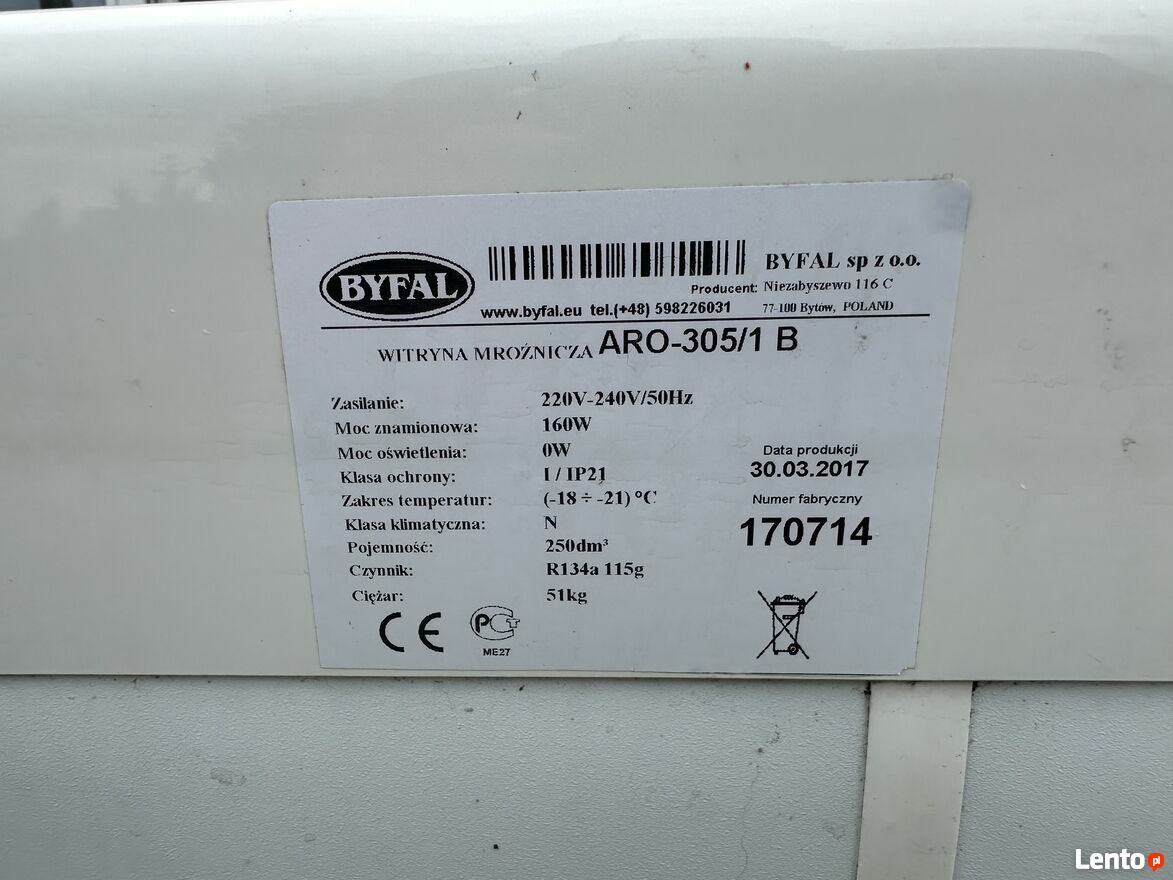 BYFAL
www.byfal.eu tel.(+48) 598226031
BYFAL sp z o.o.
Producent: Niezabyszewo 116 C
77-100 Bytów, POLAND
WITRYNA MROŹNICZA ARO-305/1 B
Zasilanie: 220V-240V/50Hz
Moc znamionowa: 160W
Moc oświetlenia: 0W
Klasa ochrony: I / IP21
Zakres temperatur: (-18 ÷ -21) °C
Klasa klimatyczna: N
Pojemność: 250dm³
Czynnik: R134a 115g
Ciężar: 51kg
Data produkcji
30.03.2017
Numer fabryczny
170714
CE
PCT
ME27
Lento.pl